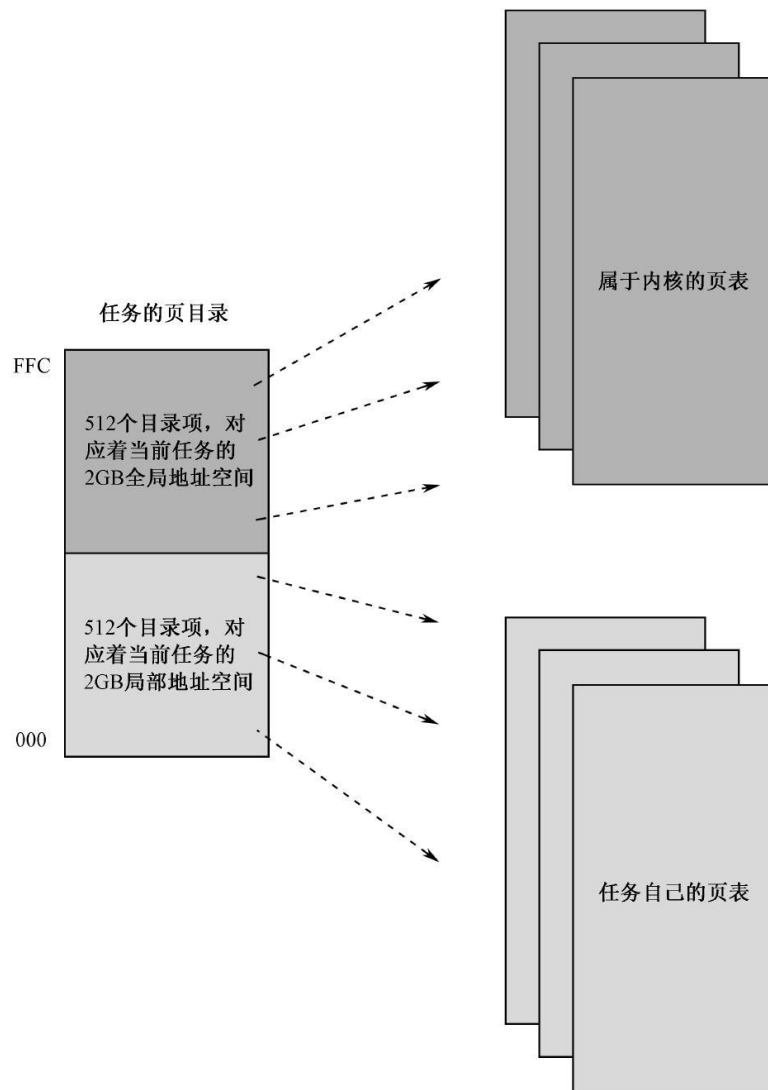 属于内核的页表
任务的页目录
FFC
512个目录项，对
应着当前任务的
2GB全局地址空间
512个目录项，对
应着当前任务的
2GB局部地址空间
000
任务自己的页表